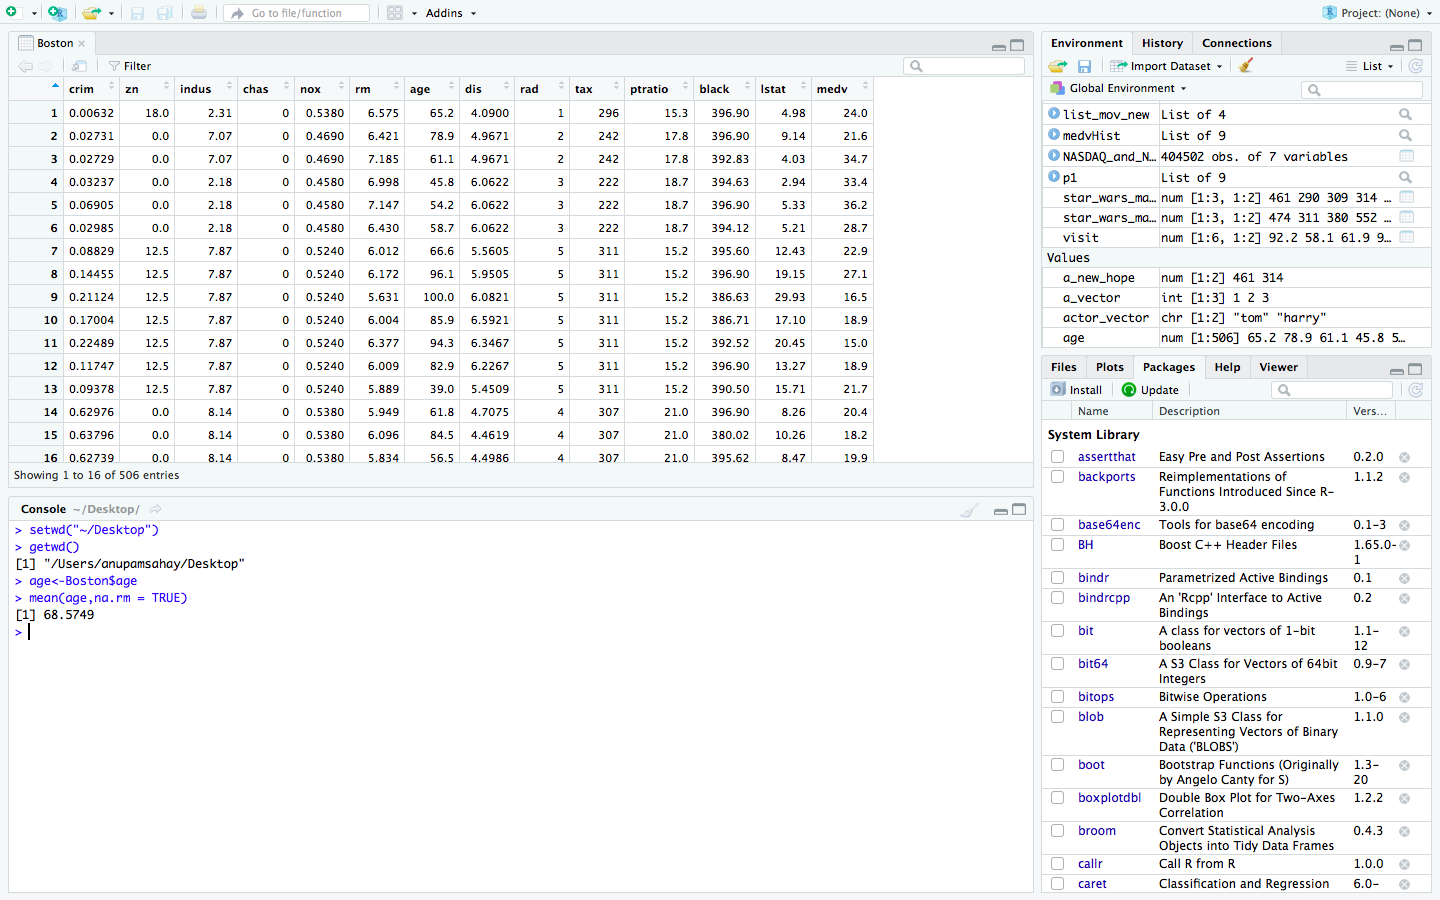 Go to file/function
Addins
Project: (None)
Boston
Filter
crim zn indus chas nox rm age dis rad tax ptratio black lstat medv
1 0.00632 18.0 2.31 0 0.5380 6.575 65.2 4.0900 1 296 15.3 396.90 4.98 24.0
2 0.02731 0.0 7.07 0 0.4690 6.421 78.9 4.9671 2 242 17.8 396.90 9.14 21.6
3 0.02729 0.0 7.07 0 0.4690 7.185 61.1 4.9671 2 242 17.8 392.83 4.03 34.7
4 0.03237 0.0 2.18 0 0.4580 6.998 45.8 6.0622 3 222 18.7 394.63 2.94 33.4
5 0.06905 0.0 2.18 0 0.4580 7.147 54.2 6.0622 3 222 18.7 396.90 5.33 36.2
6 0.02985 0.0 2.18 0 0.4580 6.430 58.7 6.0622 3 222 18.7 394.12 5.21 28.7
7 0.08829 12.5 7.87 0 0.5240 6.012 66.6 5.5605 5 311 15.2 395.60 12.43 22.9
8 0.14455 12.5 7.87 0 0.5240 6.172 96.1 5.9505 5 311 15.2 396.90 19.15 27.1
9 0.21124 12.5 7.87 0 0.5240 5.631 100.0 6.0821 5 311 15.2 386.63 29.93 16.5
10 0.17004 12.5 7.87 0 0.5240 6.004 85.9 6.5921 5 311 15.2 386.71 17.10 18.9
11 0.22489 12.5 7.87 0 0.5240 6.377 94.3 6.3467 5 311 15.2 392.52 20.45 15.0
12 0.11747 12.5 7.87 0 0.5240 6.009 82.9 6.2267 5 311 15.2 396.90 13.27 18.9
13 0.09378 12.5 7.87 0 0.5240 5.889 39.0 5.4509 5 311 15.2 390.50 15.71 21.7
14 0.62976 0.0 8.14 0 0.5380 5.949 61.8 4.7075 4 307 21.0 396.90 8.26 20.4
15 0.63796 0.0 8.14 0 0.5380 6.096 84.5 4.4619 4 307 21.0 380.02 10.26 18.2
16 0.62739 0.0 8.14 0 0.5380 5.834 56.5 4.4986 4 307 21.0 395.62 8.47 19.9
Showing 1 to 16 of 506 entries
Console ~/Desktop/
> setwd("~/Desktop")
> getwd()
[1] "/Users/anupamsahay/Desktop"
> age<-Boston$age
> mean(age,na.rm = TRUE)
[1] 68.5749
>
Environment History Connections
Import Dataset
List
Global Environment
list_mov_new List of 4
medvHist List of 9
NASDAQ_and_N… 404502 obs. of 7 variables
p1 List of 9
star_wars_ma… num [1:3, 1:2] 461 290 309 314 …
star_wars_ma… num [1:3, 1:2] 474 311 380 552 …
visit num [1:6, 1:2] 92.2 58.1 61.9 9…
Values
a_new_hope num [1:2] 461 314
a_vector int [1:3] 1 2 3
actor_vector chr [1:2] "tom" "harry"
age num [1:506] 65.2 78.9 61.1 45.8 5…
Files Plots Packages Help Viewer
Install Update
Name Description Vers…
System Library
assertthat Easy Pre and Post Assertions 0.2.0
backports Reimplementations of 1.1.2
Functions Introduced Since R-
3.0.0
base64enc Tools for base64 encoding 0.1-3
BH Boost C++ Header Files 1.65.0-
1
bindr Parametrized Active Bindings 0.1
bindrcpp An 'Rcpp' Interface to Active 0.2
Bindings
bit A class for vectors of 1-bit 1.1-
booleans 12
bit64 A S3 Class for Vectors of 64bit 0.9-7
Integers
bitops Bitwise Operations 1.0-6
blob A Simple S3 Class for 1.1.0
Representing Vectors of Binary
Data ('BLOBS')
boot Bootstrap Functions (Originally 1.3-
by Angelo Canty for S) 20
boxplotdbl Double Box Plot for Two-Axes 1.2.2
Correlation
broom Convert Statistical Analysis 0.4.3
Objects into Tidy Data Frames
callr Call R from R 1.0.0
caret Classification and Regression 6.0-